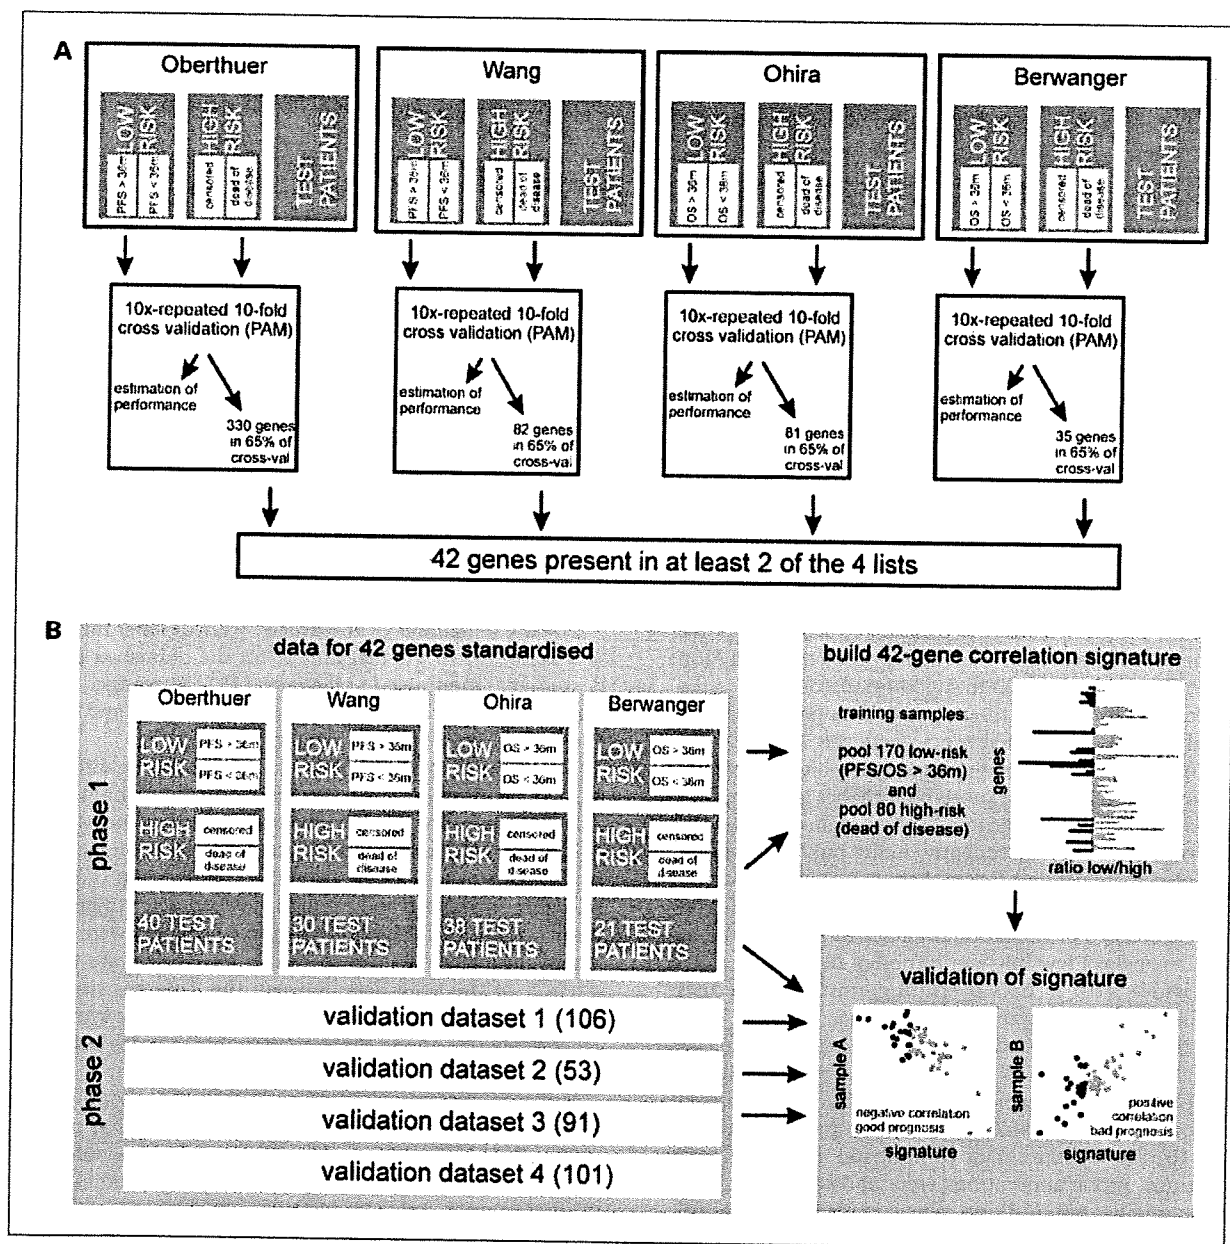 A
Oberthuer
LOW RISK
PFS > 36m
PFS < 36m
HIGH RISK
censored
dead of disease
TEST PATIENTS
Wang
LOW RISK
PFS > 36m
PFS < 36m
HIGH RISK
censored
dead of disease
TEST PATIENTS
Ohira
LOW RISK
OS > 36m
OS < 36m
HIGH RISK
censored
dead of disease
TEST PATIENTS
Berwanger
LOW RISK
OS > 36m
OS < 36m
HIGH RISK
censored
dead of disease
TEST PATIENTS
10x-repeated 10-fold
cross validation (PAM)
estimation of
performance
330 genes
in 65% of
cross-val
10x-repeated 10-fold
cross validation (PAM)
estimation of
performance
82 genes
in 65% of
cross-val
10x-repeated 10-fold
cross validation (PAM)
estimation of
performance
81 genes
in 65% of
cross-val
10x-repeated 10-fold
cross validation (PAM)
estimation of
performance
35 genes
in 65% of
cross-val
42 genes present in at least 2 of the 4 lists
B
phase 1
data for 42 genes standardised
Oberthuer
LOW
RISK
PFS > 36m
PFS < 36m
HIGH
RISK
censored
dead of
disease
40 TEST
PATIENTS
Wang
LOW
RISK
PFS > 36m
PFS < 36m
HIGH
RISK
censored
dead of
disease
30 TEST
PATIENTS
Ohira
LOW
RISK
OS > 36m
OS < 36m
HIGH
RISK
censored
dead of
disease
38 TEST
PATIENTS
Berwanger
LOW
RISK
OS > 36m
OS < 36m
HIGH
RISK
censored
dead of
disease
21 TEST
PATIENTS
phase 2
validation dataset 1 (106)
validation dataset 2 (53)
validation dataset 3 (91)
validation dataset 4 (101)
build 42-gene correlation signature
training samples
pool 170 low-risk
(PFS/OS > 36m)
and
pool 80 high-risk
(dead of disease)
genes
ratio low/high
validation of signature
sample A
negative correlation
good prognosis
signature
sample B
positive
correlation
bad prognosis
signature